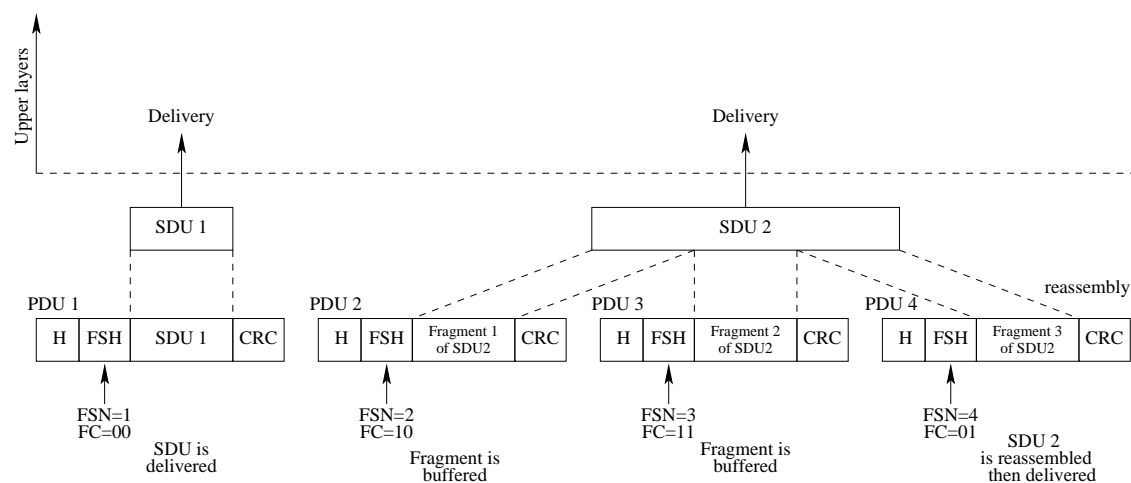 Upper layers
Delivery
Delivery
SDU 1
SDU 2
reassembly
PDU 1
PDU 2
PDU 3
PDU 4
H FSH SDU 1 CRC
H FSH Fragment 1 of SDU2 CRC
H FSH Fragment 2 of SDU2 CRC
H FSH Fragment 3 of SDU2 CRC
FSN=1
FC=00
SDU is
delivered
FSN=2
FC=10
Fragment is
buffered
FSN=3
FC=11
Fragment is
buffered
FSN=4
FC=01
SDU 2
is reassembled
then delivered